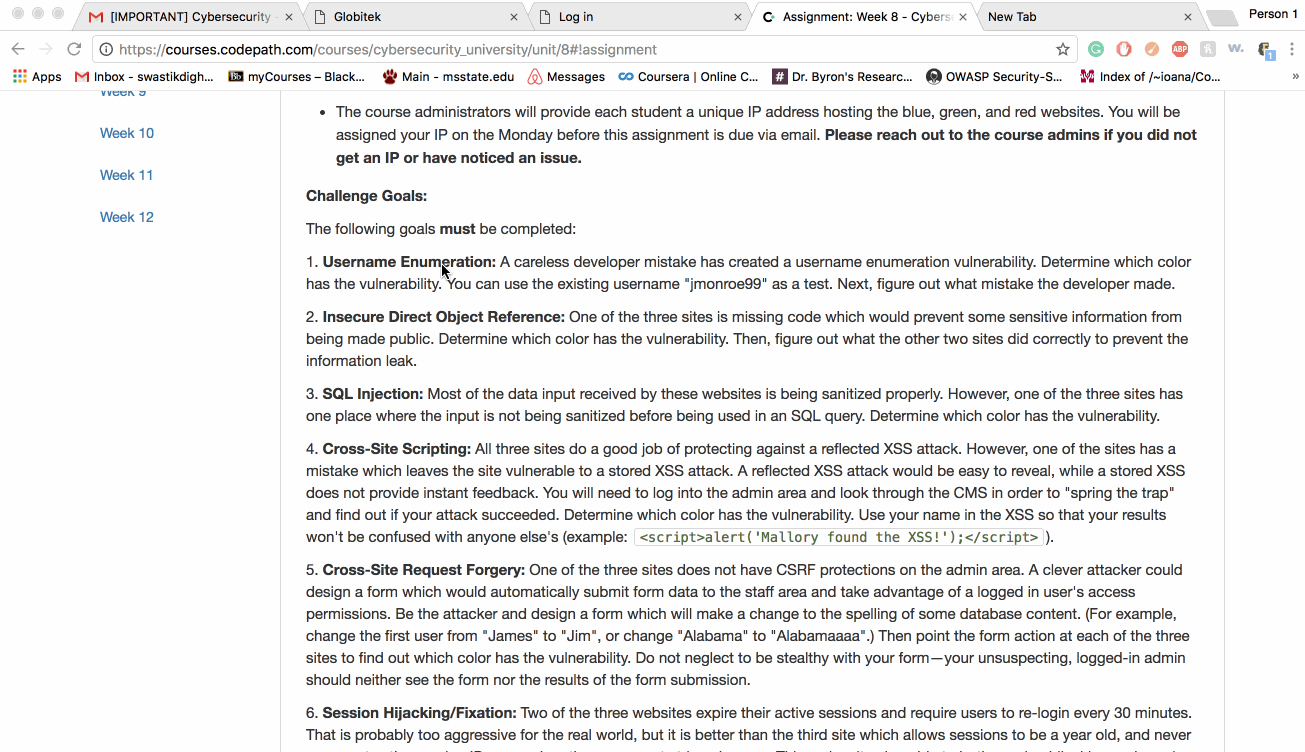 [IMPORTANT] Cybersecurity
Globitek
Log in
Assignment: Week 8 - Cyberse
New Tab
Person 1
https://courses.codepath.com/courses/cybersecurity_university/unit/8#!assignment
Apps
Inbox - swastikdigh...
myCourses – Black...
Main - msstate.edu
Messages
Coursera | Online C...
Dr. Byron's Researc...
OWASP Security-S...
Index of /~ioana/Co...
»
Week 9
Week 10
Week 11
Week 12
• The course administrators will provide each student a unique IP address hosting the blue, green, and red websites. You will be
assigned your IP on the Monday before this assignment is due via email. Please reach out to the course admins if you did not
get an IP or have noticed an issue.
Challenge Goals:
The following goals must be completed:
1. Username Enumeration: A careless developer mistake has created a username enumeration vulnerability. Determine which color
has the vulnerability. You can use the existing username "jmonroe99" as a test. Next, figure out what mistake the developer made.
2. Insecure Direct Object Reference: One of the three sites is missing code which would prevent some sensitive information from
being made public. Determine which color has the vulnerability. Then, figure out what the other two sites did correctly to prevent the
information leak.
3. SQL Injection: Most of the data input received by these websites is being sanitized properly. However, one of the three sites has
one place where the input is not being sanitized before being used in an SQL query. Determine which color has the vulnerability.
4. Cross-Site Scripting: All three sites do a good job of protecting against a reflected XSS attack. However, one of the sites has a
mistake which leaves the site vulnerable to a stored XSS attack. A reflected XSS attack would be easy to reveal, while a stored XSS
does not provide instant feedback. You will need to log into the admin area and look through the CMS in order to "spring the trap"
and find out if your attack succeeded. Determine which color has the vulnerability. Use your name in the XSS so that your results
won't be confused with anyone else's (example: <script>alert('Mallory found the XSS!');</script> ).
5. Cross-Site Request Forgery: One of the three sites does not have CSRF protections on the admin area. A clever attacker could
design a form which would automatically submit form data to the staff area and take advantage of a logged in user's access
permissions. Be the attacker and design a form which will make a change to the spelling of some database content. (For example,
change the first user from "James" to "Jim", or change "Alabama" to "Alabamaaaa".) Then point the form action at each of the three
sites to find out which color has the vulnerability. Do not neglect to be stealthy with your form—your unsuspecting, logged-in admin
should neither see the form nor the results of the form submission.
6. Session Hijacking/Fixation: Two of the three websites expire their active sessions and require users to re-login every 30 minutes.
That is probably too aggressive for the real world, but it is better than the third site which allows sessions to be a year old, and never